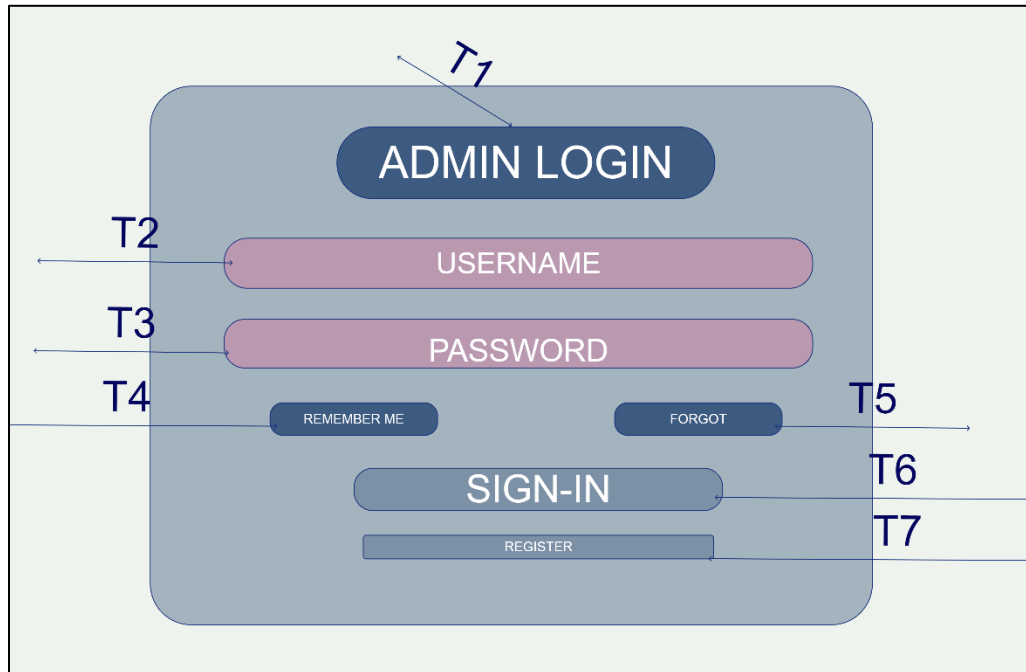 T1
ADMIN LOGIN
T2
USERNAME
T3
PASSWORD
T4
REMEMBER ME
FORGOT
T5
SIGN-IN
T6
REGISTER
T7